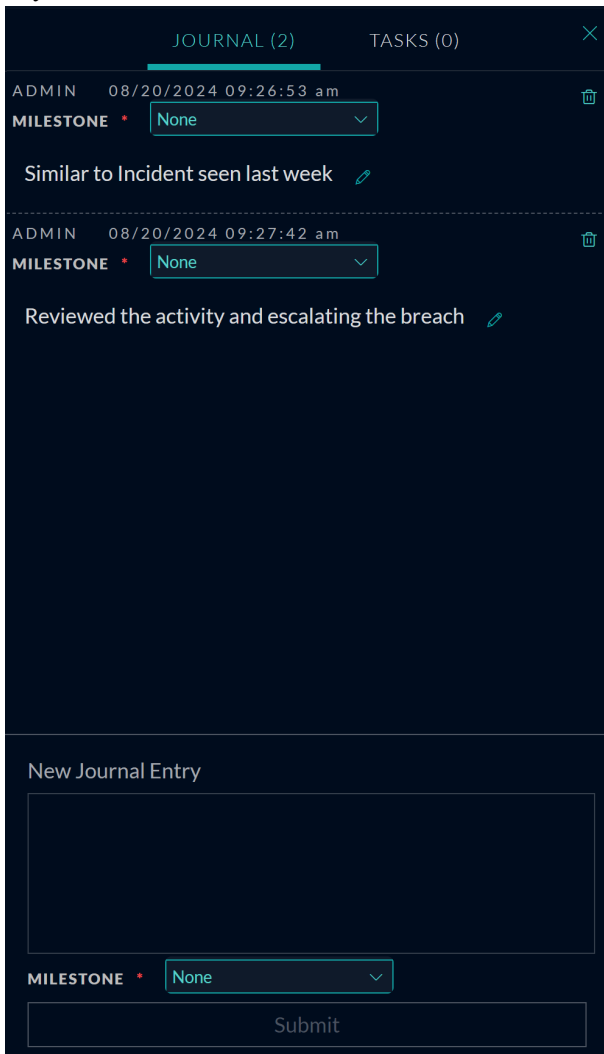 JOURNAL (2) TASKS (0)
ADMIN 08/20/2024 09:26:53 am
MILESTONE * None
Similar to Incident seen last week
ADMIN 08/20/2024 09:27:42 am
MILESTONE * None
Reviewed the activity and escalating the breach
New Journal Entry
MILESTONE * None
Submit